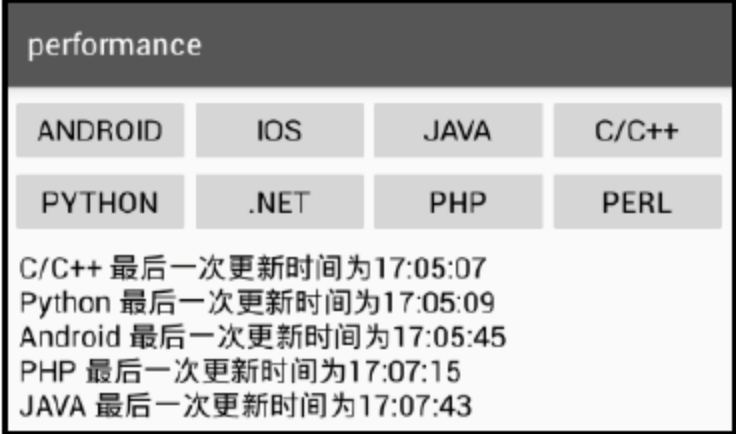 performance
ANDROID IOS JAVA C/C++
PYTHON .NET PHP PERL
C/C++ 最后一次更新时间为17:05:07
Python 最后一次更新时间为17:05:09
Android 最后一次更新时间为17:05:45
PHP 最后一次更新时间为17:07:15
JAVA 最后一次更新时间为17:07:43